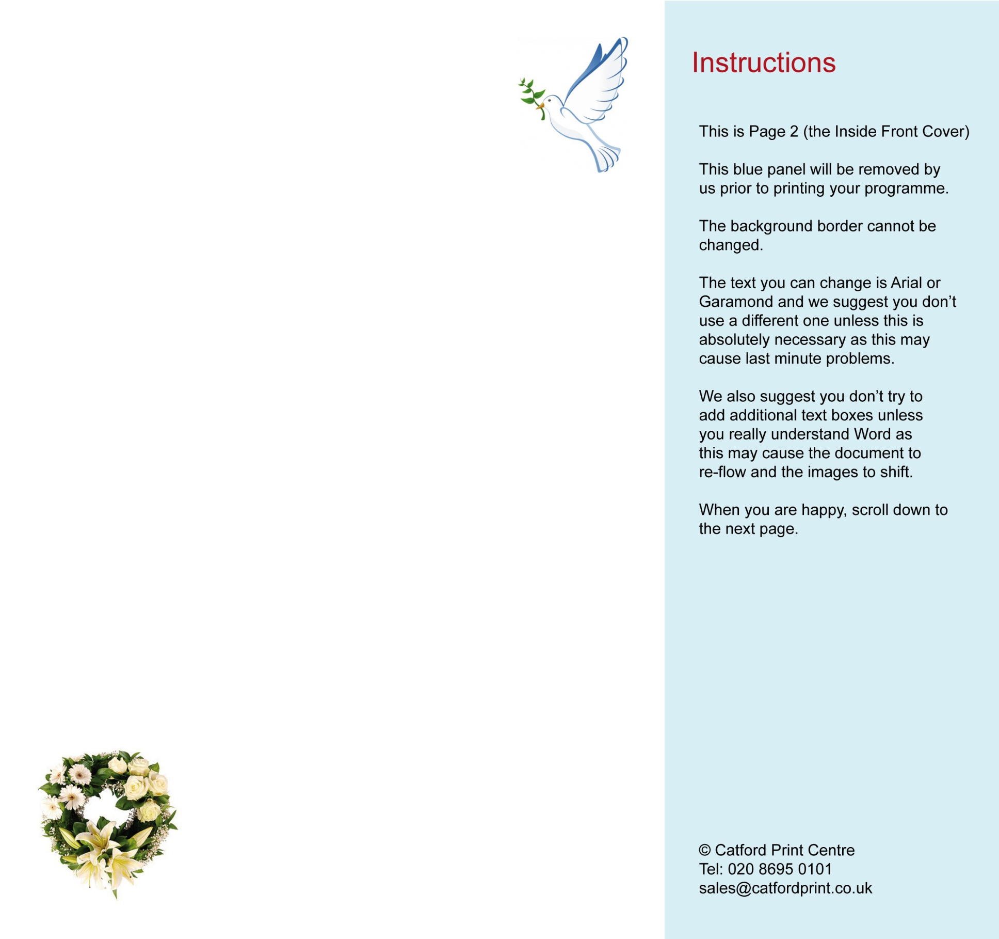 Instructions
This is Page 2 (the Inside Front Cover)
This blue panel will be removed by
us prior to printing your programme.
The background border cannot be
changed.
The text you can change is Arial or
Garamond and we suggest you don’t
use a different one unless this is
absolutely necessary as this may
cause last minute problems.
We also suggest you don’t try to
add additional text boxes unless
you really understand Word as
this may cause the document to
re-flow and the images to shift.
When you are happy, scroll down to
the next page.
© Catford Print Centre
Tel: 020 8695 0101
sales@catfordprint.co.uk